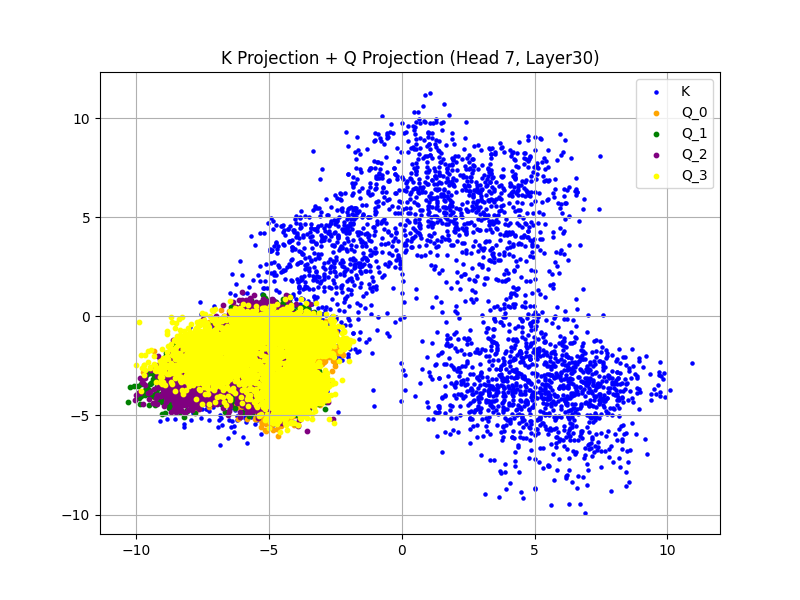 K Projection + Q Projection (Head 7, Layer30)
K
Q_0
Q_1
Q_2
Q_3
10
5
0
−5
−10
−10
−5
0
5
10